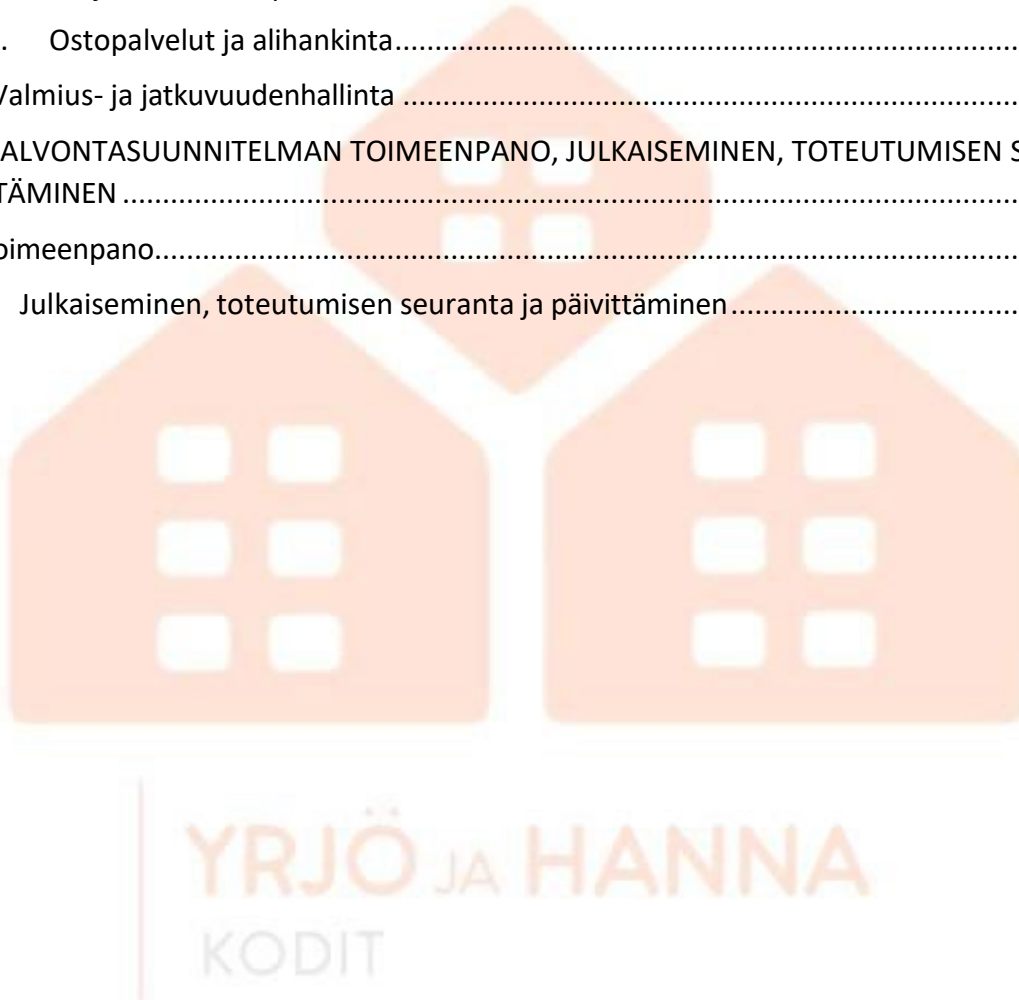 . Ostopalvelut ja alihankinta
Valmius- ja jatkuvuudenhallinta
ALVONTASUUNNITELMAN TOIMEENPANO, JULKAISEMINEN, TOTEUTUMISEN S
TÄMINEN
oimeenpano
Julkaiseminen, toteutumisen seuranta ja päivittäminen
YRJÖ JA HANNA
KODIT